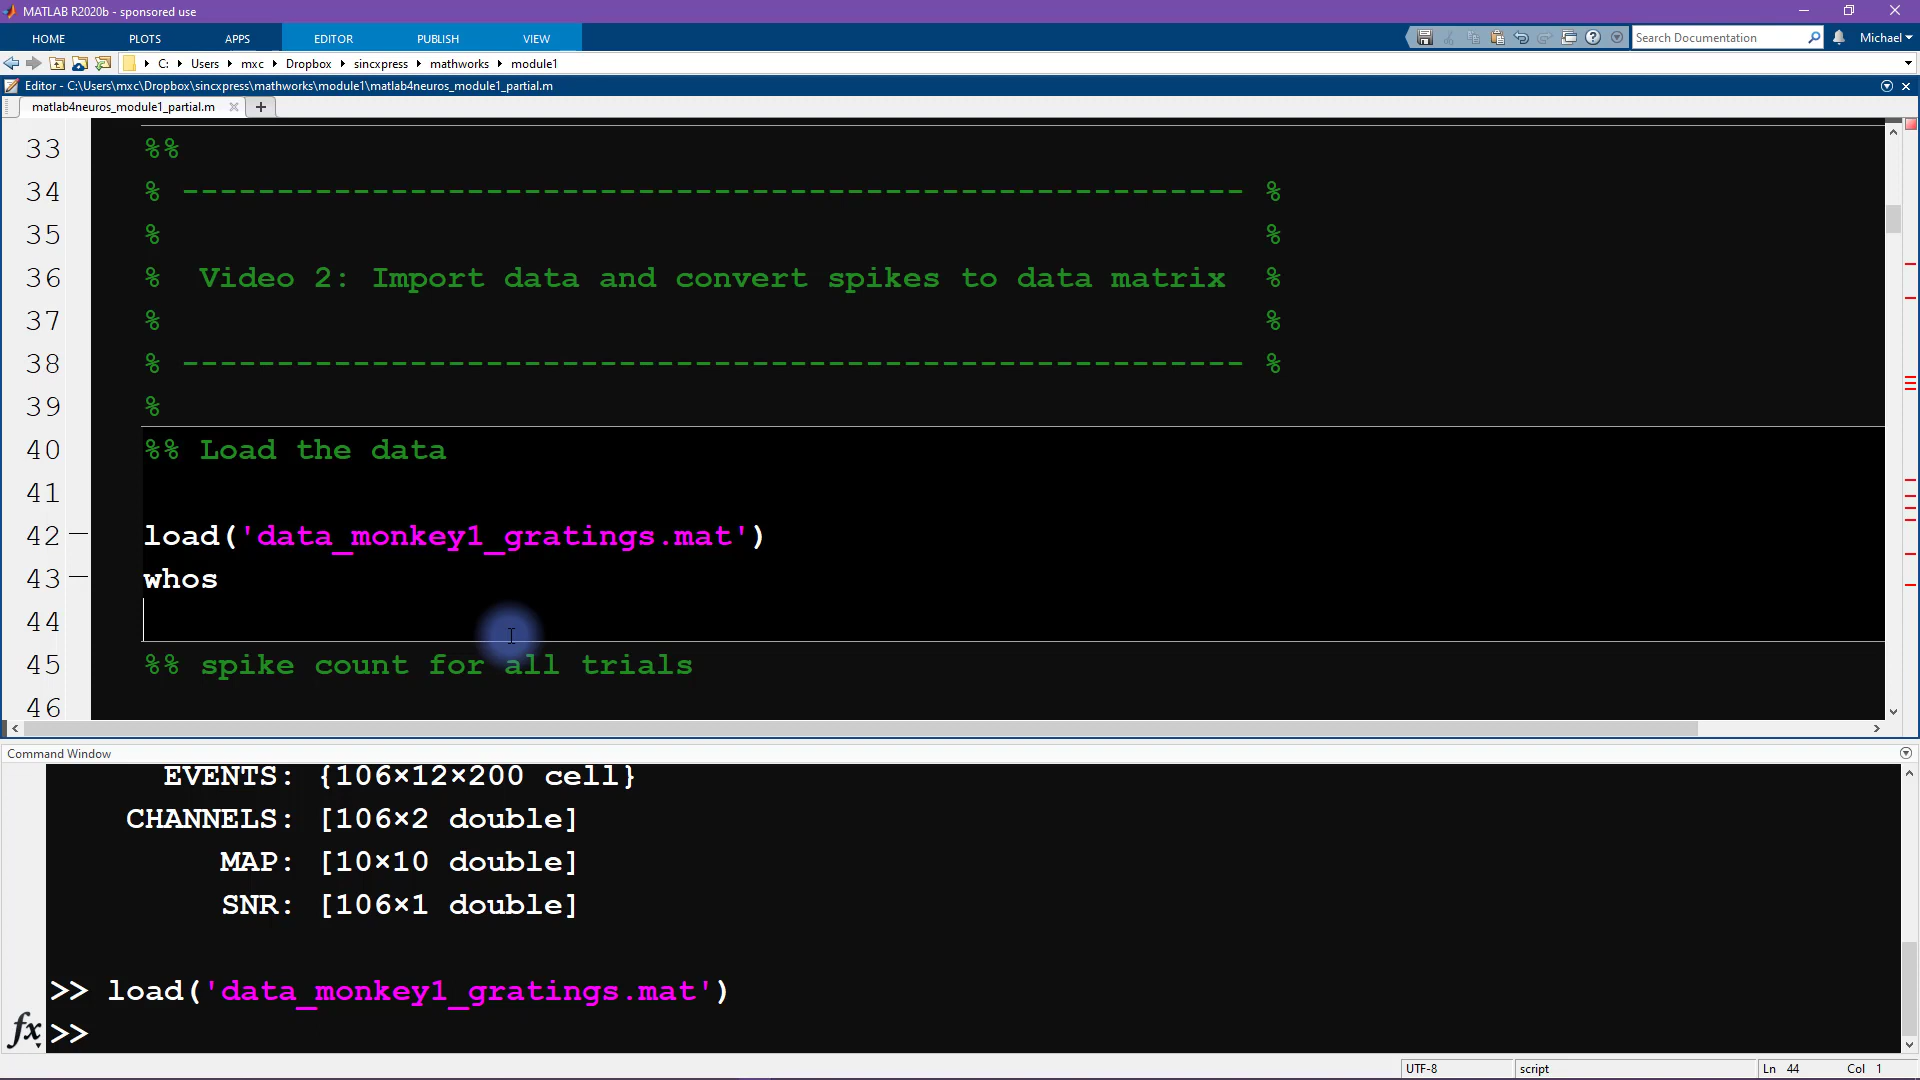 MATLAB R2020b - sponsored use
HOME PLOTS APPS EDITOR PUBLISH VIEW Search Documentation Michael
C: Users mxc Dropbox sincxpress mathworks module1
Editor - C:\Users\mxc\Dropbox\sincxpress\mathworks\module1\matlab4neuros_module1_partial.m
matlab4neuros_module1_partial.m
33 %%
34 % -------------------------------------------------------- %
35 % %
36 % Video 2: Import data and convert spikes to data matrix %
37 % %
38 % -------------------------------------------------------- %
39 %
40 %% Load the data
41
42 load('data_monkey1_gratings.mat')
43 whos
44
45 %% spike count for all trials
46
Command Window
EVENTS: {106×12×200 cell}
CHANNELS: [106×2 double]
MAP: [10×10 double]
SNR: [106×1 double]
>> load('data_monkey1_gratings.mat')
fx >>
UTF-8 script Ln 44 Col 1